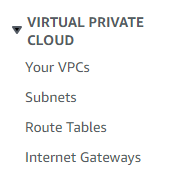 VIRTUAL PRIVATE
CLOUD
Your VPCs
Subnets
Route Tables
Internet Gateways